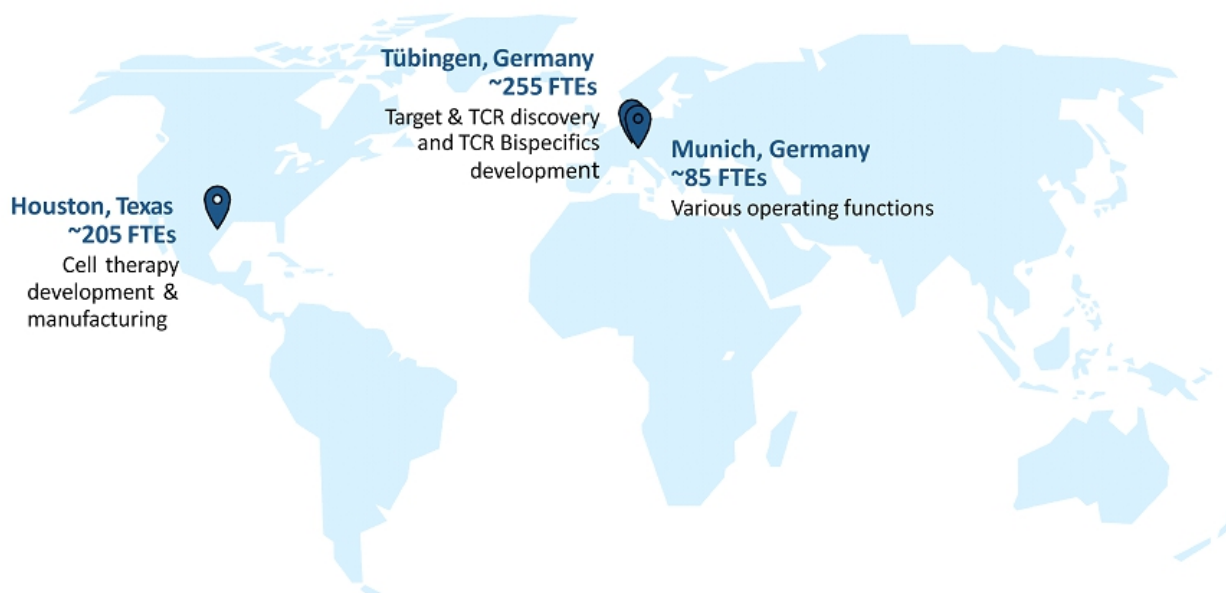 Tübingen, Germany
~255 FTEs
Target & TCR discovery
and TCR Bispecifics
development
Munich, Germany
~85 FTEs
Various operating functions
Houston, Texas
~205 FTEs
Cell therapy
development &
manufacturing